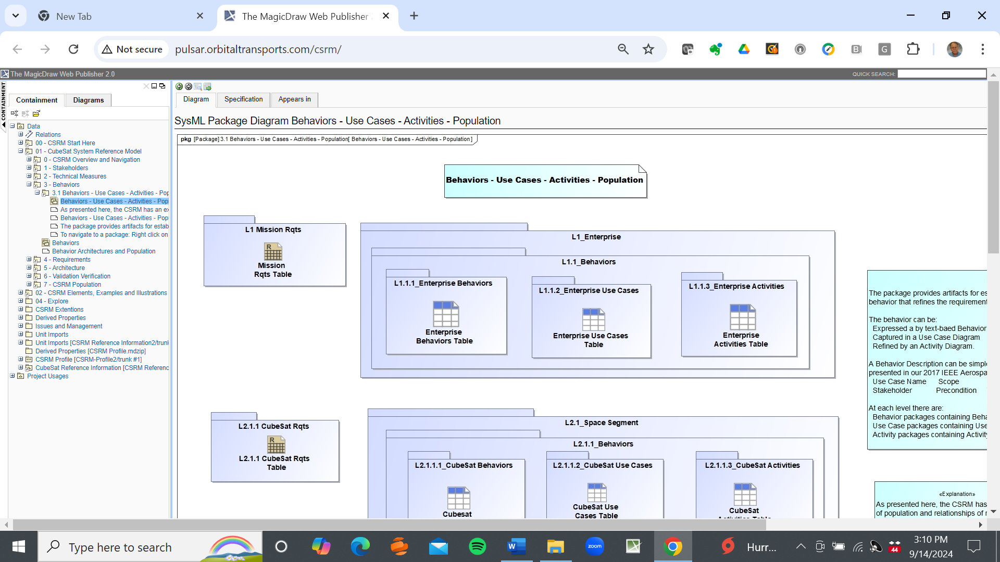 New Tab
The MagicDraw Web Publisher
Not secure
pulsar.orbitaltransports.com/csrm/
The MagicDraw Web Publisher 2.0
QUICK SEARCH:
CONTAINMENT
Containment
Diagrams
Data
Relations
00 - CSRM Start Here
01 - CubeSat System Reference Model
0 - CSRM Overview and Navigation
1 - Stakeholders
2 - Technical Measures
3 - Behaviors
3.1 Behaviors - Use Cases - Activities - Pop
Behaviors - Use Cases - Activities - Pop
As presented here, the CSRM has an ex
Behaviors - Use Cases - Activities - Pop
The package provides artifacts for estab
To navigate to a package: Right click on
Behaviors
Behavior Architectures and Population
4 - Requirements
5 - Architecture
6 - Validation Verification
7 - CSRM Population
02 - CSRM Elements, Examples and Illustrations
04 - Explore
CSRM Extentions
Derived Properties
Issues and Management
Unit Imports
Unit Imports [CSRM Reference Information2/trunk
Derived Properties [CSRM Profile.mdzip]
CSRM Profile [CSRM-Profile2/trunk #1]
CubeSat Reference Information [CSRM Referenc
Project Usages
Diagram
Specification
Appears in
SysML Package Diagram Behaviors - Use Cases - Activities - Population
pkg [Package] 3.1 Behaviors - Use Cases - Activities - Population[ Behaviors - Use Cases - Activities - Population ]
Behaviors - Use Cases - Activities - Population
L1 Mission Rqts
R
Mission
Rqts Table
L1_Enterprise
L1.1_Behaviors
L1.1.1_Enterprise Behaviors
Enterprise
Behaviors Table
L1.1.2_Enterprise Use Cases
Enterprise Use Cases
Table
L1.1.3_Enterprise Activities
Enterprise
Activities Table
The package provides artifacts for es
behavior that refines the requirement
The behavior can be:
Expressed a by text-baed Behavior
Captured in a Use Case Diagram
Refined by an Activity Diagram.
A Behavior Description can be simple
presented in our 2017 IEEE Aerospa
Use Case Name Scope
Stakeholder Precondition
At each level there are:
Behavior packages containing Beha
Use Case packages containing Use
Activity packages containing Activity
L2.1.1 CubeSat Rqts
R
L2.1.1 CubeSat Rqts
Table
L2.1_Space Segment
L2.1.1_Behaviors
L2.1.1.1_CubeSat Behaviors
Cubesat
L2.1.1.2_CubeSat Use Cases
CubeSat Use
Cases Table
L2.1.1.3_CubeSat Activities
CubeSat
Activities Table
«Explanation»
As presented here, the CSRM has
of population and relationships of r
Type here to search
zoom
Hurr...
44
3:10 PM
9/14/2024